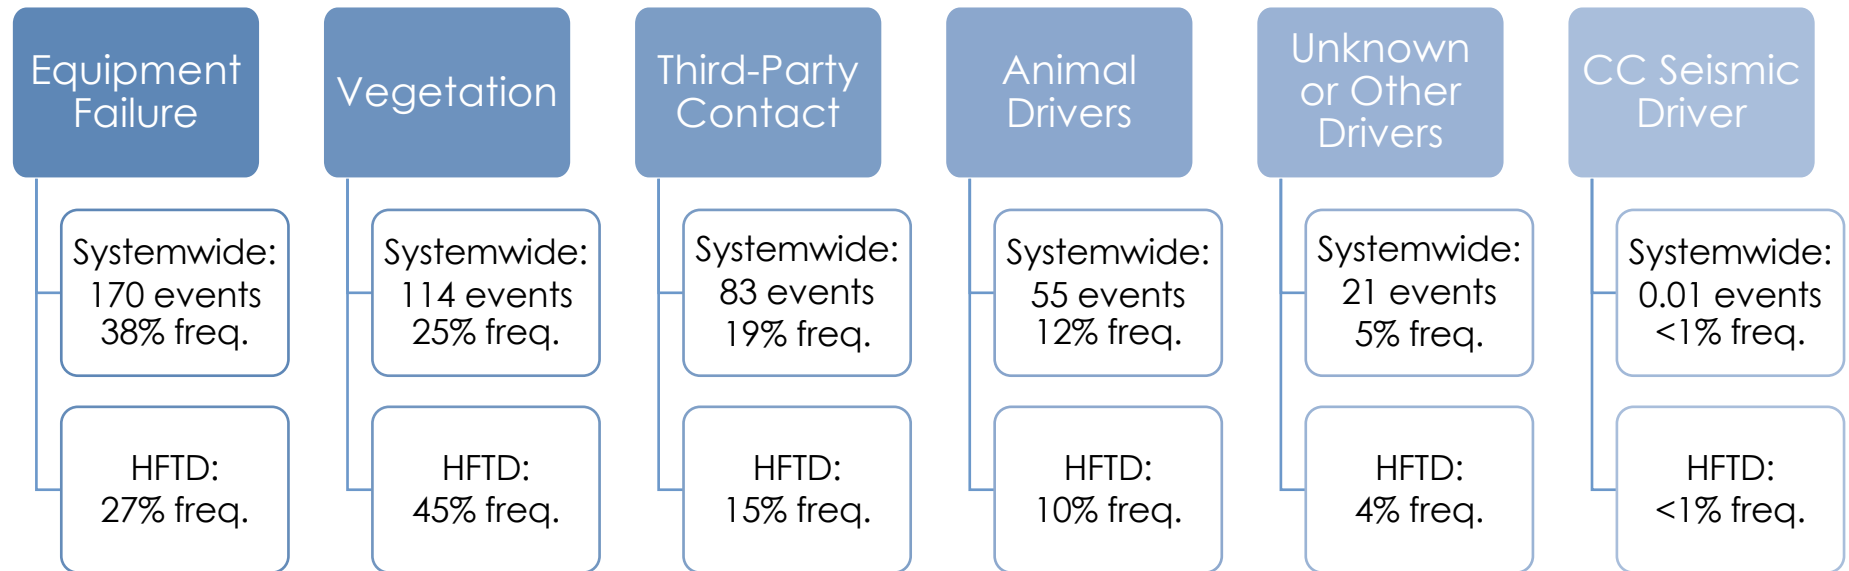 Equipment
Failure
Systemwide:
170 events
38% freq.
HFTD:
27% freq.
Vegetation
Systemwide:
114 events
25% freq.
HFTD:
45% freq.
Third-Party
Contact
Systemwide:
83 events
19% freq.
HFTD:
15% freq.
Animal
Drivers
Systemwide:
55 events
12% freq.
HFTD:
10% freq.
Unknown
or Other
Drivers
Systemwide:
21 events
5% freq.
HFTD:
4% freq.
CC Seismic
Driver
Systemwide:
0.01 events
<1% freq.
HFTD:
<1% freq.